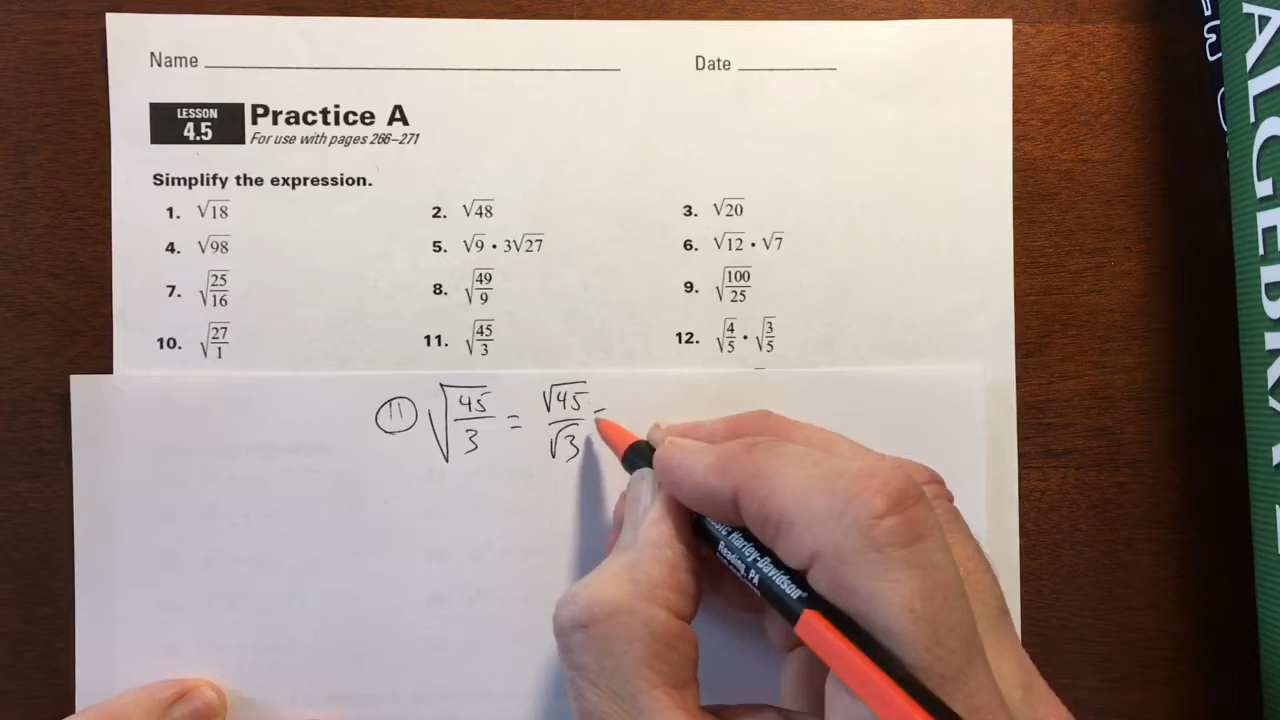 Name ____ Date ____
LESSON 4.5 Practice A
For use with pages 266–271
Simplify the expression.
1. √18 2. √48 3. √20
4. √98 5. √9 • 3√27 6. √12 • √7
7. √(25/16) 8. √(49/9) 9. √(100/25)
10. √(27/1) 11. √(45/3) 12. √(4/5) • √(3/5)
11 √(45/3) = √45/√3 =
Harley-Davidson®
Reading, PA
ALGEBRA